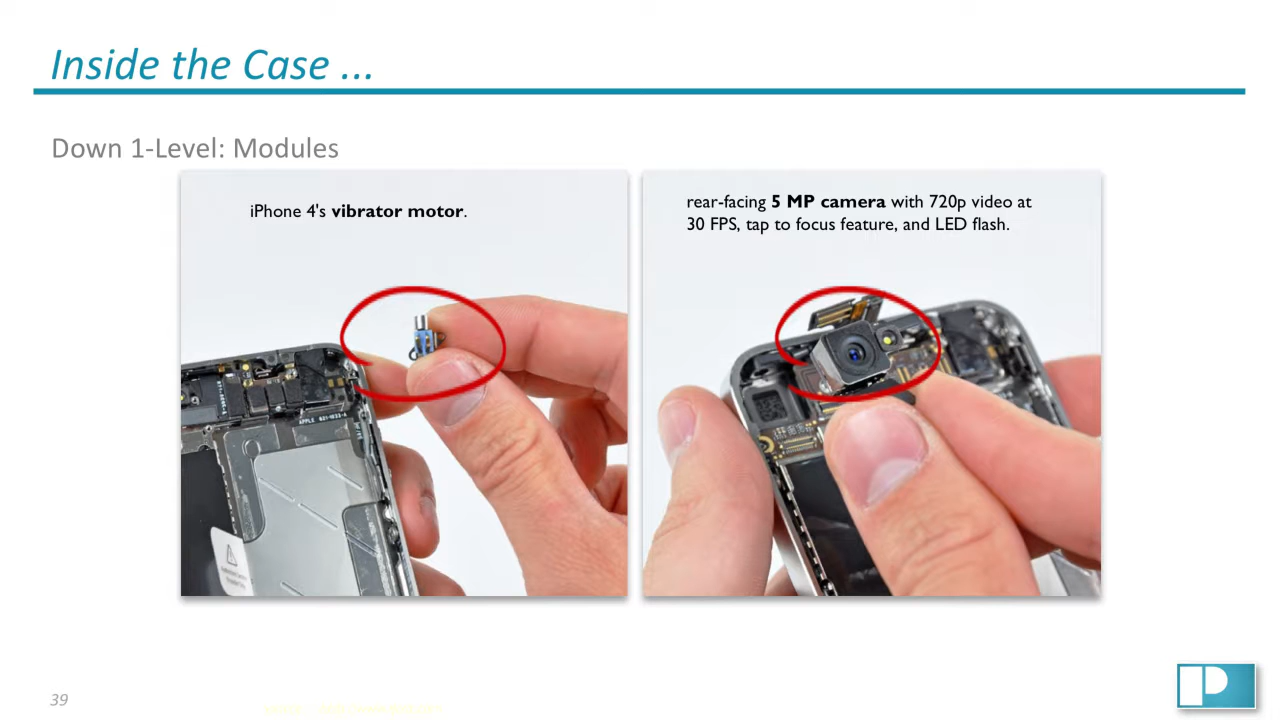 Inside the Case ...
Down 1-Level: Modules
iPhone 4's vibrator motor.
rear-facing 5 MP camera with 720p video at
30 FPS, tap to focus feature, and LED flash.
APPLE
39